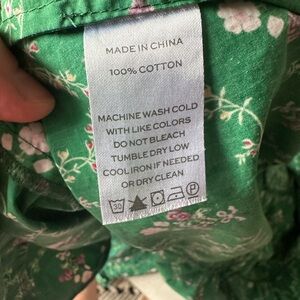 MADE IN CHINA
100% COTTON
MACHINE WASH COLD
WITH LIKE COLORS
DO NOT BLEACH
TUMBLE DRY LOW
COOL IRON IF NEEDED
OR DRY CLEAN
30 P